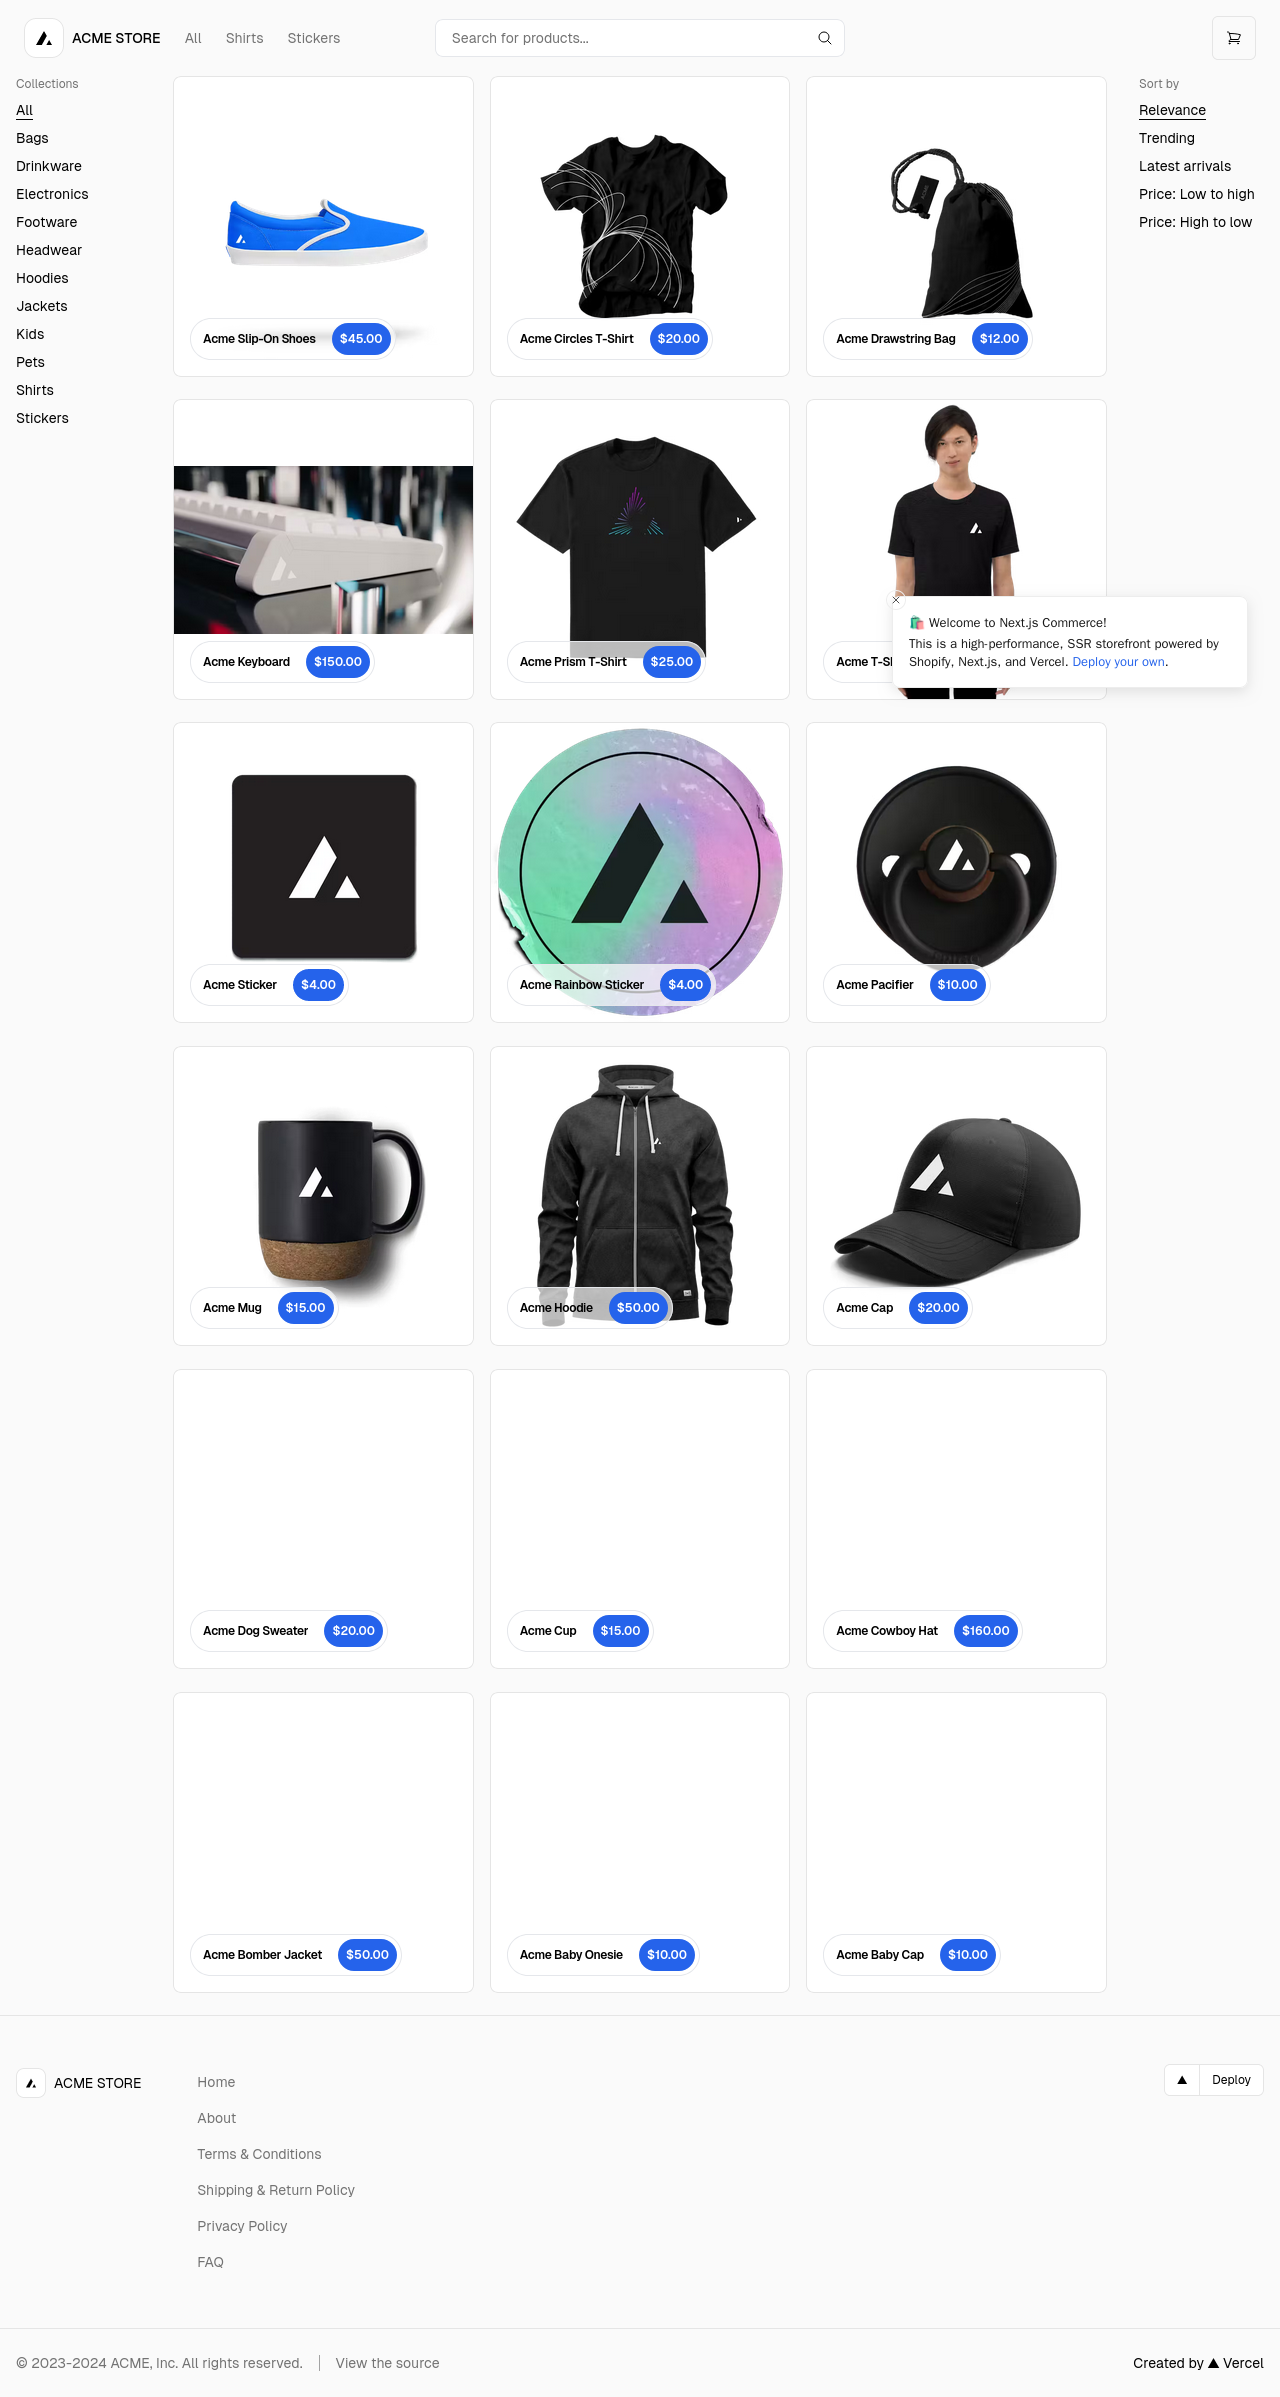 ACME STORE
All
Shirts
Stickers
Search for products...
Collections
All
Bags
Drinkware
Electronics
Footware
Headwear
Hoodies
Jackets
Kids
Pets
Shirts
Stickers
Acme Slip-On Shoes $45.00
Acme Circles T-Shirt $20.00
Acme Drawstring Bag $12.00
Sort by
Relevance
Trending
Latest arrivals
Price: Low to high
Price: High to low
Acme Keyboard $150.00
Acme Prism T-Shirt $25.00
Acme T-S
🛍️ Welcome to Next.js Commerce!
This is a high-performance, SSR storefront powered by
Shopify, Next.js, and Vercel. Deploy your own.
Acme Sticker $4.00
Acme Rainbow Sticker $4.00
Acme Pacifier $10.00
Acme Mug $15.00
Acme Hoodie $50.00
Acme Cap $20.00
Acme Dog Sweater $20.00
Acme Cup $15.00
Acme Cowboy Hat $160.00
Acme Bomber Jacket $50.00
Acme Baby Onesie $10.00
Acme Baby Cap $10.00
ACME STORE
Home
About
Terms & Conditions
Shipping & Return Policy
Privacy Policy
FAQ
Deploy
© 2023-2024 ACME, Inc. All rights reserved.
View the source
Created by ▲ Vercel